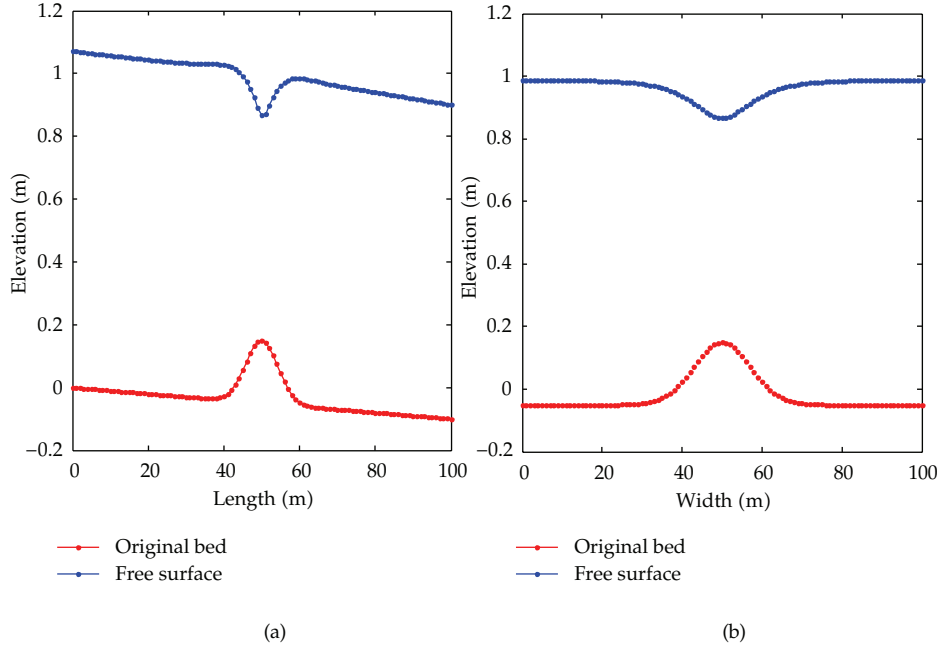 1.2
1
0.8
0.6
0.4
0.2
0
−0.2
Elevation (m)
0 20 40 60 80 100
Length (m)
Original bed
Free surface
(a)
1.2
1
0.8
0.6
0.4
0.2
0
−0.2
Elevation (m)
0 20 40 60 80 100
Width (m)
Original bed
Free surface
(b)